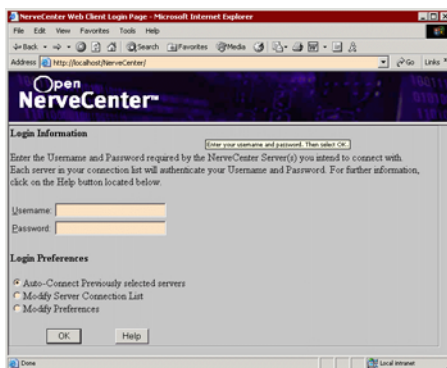 NerveCenter Web Client Login Page - Microsoft Internet Explorer
File Edit View Favorites Tools Help
Back Search Favorites Media
Address http://localhost/NerveCenter/ Go Links
Open
NerveCenter™
Login Information
Enter your username and password. Then select OK.
Enter the Username and Password required by the NerveCenter Server(s) you intend to connect with.
Each server in your connection list will authenticate your Username and Password. For further information,
click on the Help button located below.
Username:
Password:
Login Preferences
Auto-Connect Previously selected servers
Modify Server Connection List
Modify Preferences
OK Help
Done Local intranet